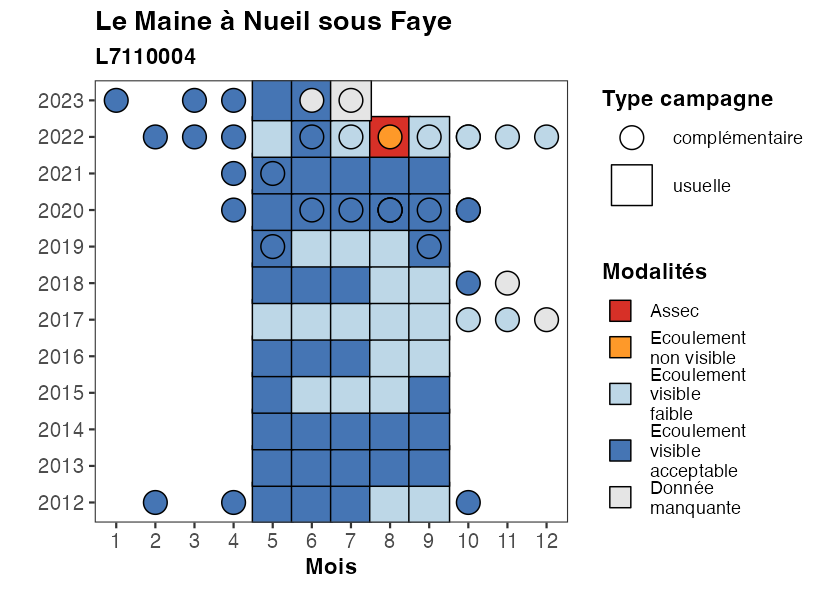 Le Maine à Nueil sous Faye
L7110004
2023
2022
2021
2020
2019
2018
2017
2016
2015
2014
2013
2012
1 2 3 4 5 6 7 8 9 10 11 12
Mois
Type campagne
complémentaire
usuelle
Modalités
Assec
Ecoulement
non visible
Ecoulement
visible
faible
Ecoulement
visible
acceptable
Donnée
manquante